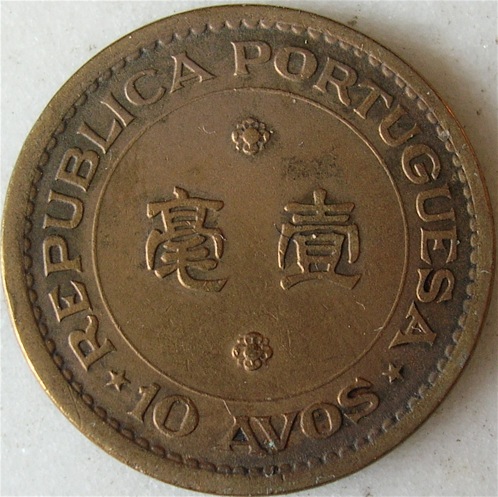 REPUBLICA PORTUGUESA
壹毫
★ 10 AVOS ★